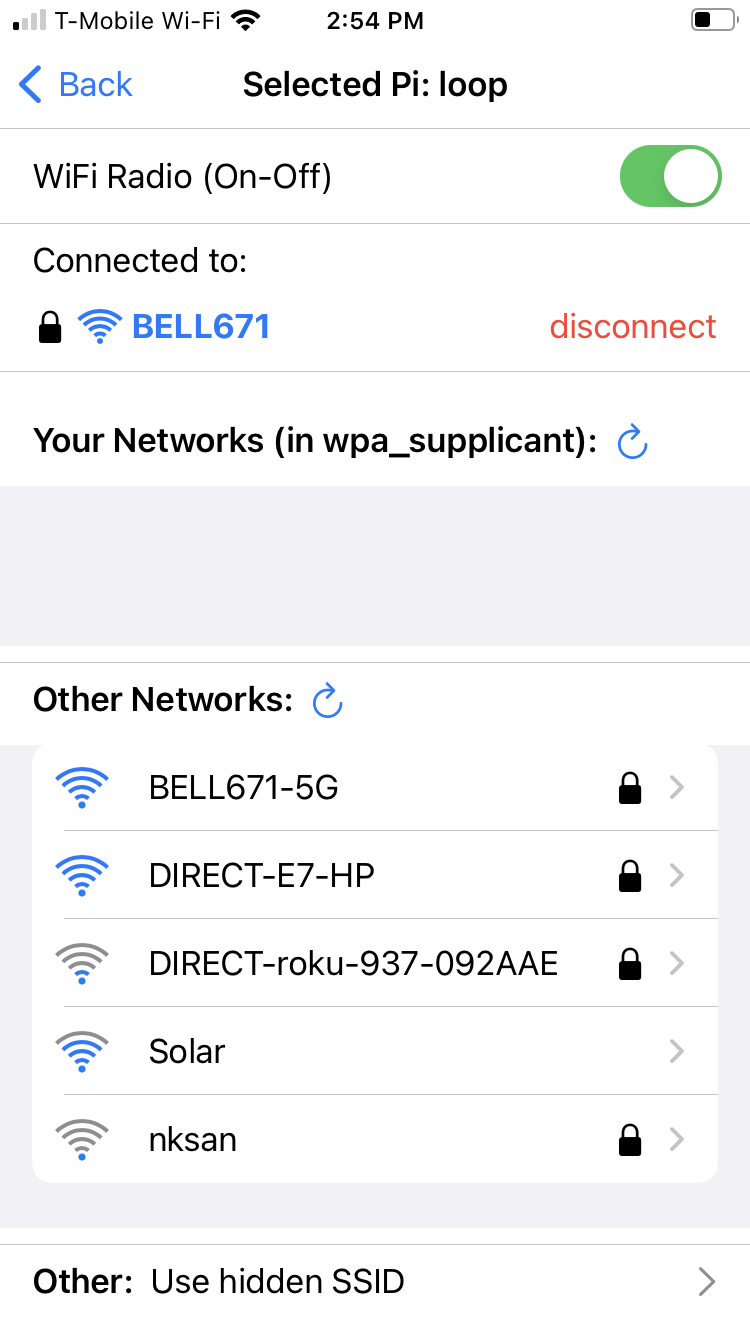 T-Mobile Wi-Fi 2:54 PM
Back Selected Pi: loop
WiFi Radio (On-Off)
Connected to:
BELL671 disconnect
Your Networks (in wpa_supplicant):
Other Networks:
BELL671-5G
DIRECT-E7-HP
DIRECT-roku-937-092AAE
Solar
nksan
Other: Use hidden SSID